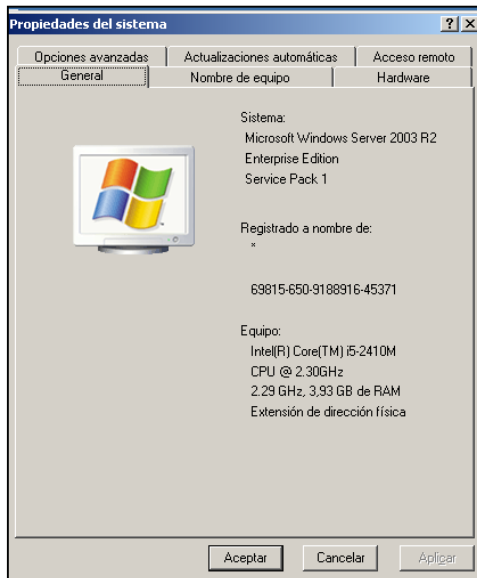 Propiedades del sistema
Opciones avanzadas Actualizaciones automáticas Acceso remoto
General Nombre de equipo Hardware
Sistema:
Microsoft Windows Server 2003 R2
Enterprise Edition
Service Pack 1
Registrado a nombre de:
*
69815-650-9188916-45371
Equipo:
Intel(R) Core(TM) i5-2410M
CPU @ 2.30GHz
2.29 GHz, 3,93 GB de RAM
Extensión de dirección física
Aceptar Cancelar Aplicar